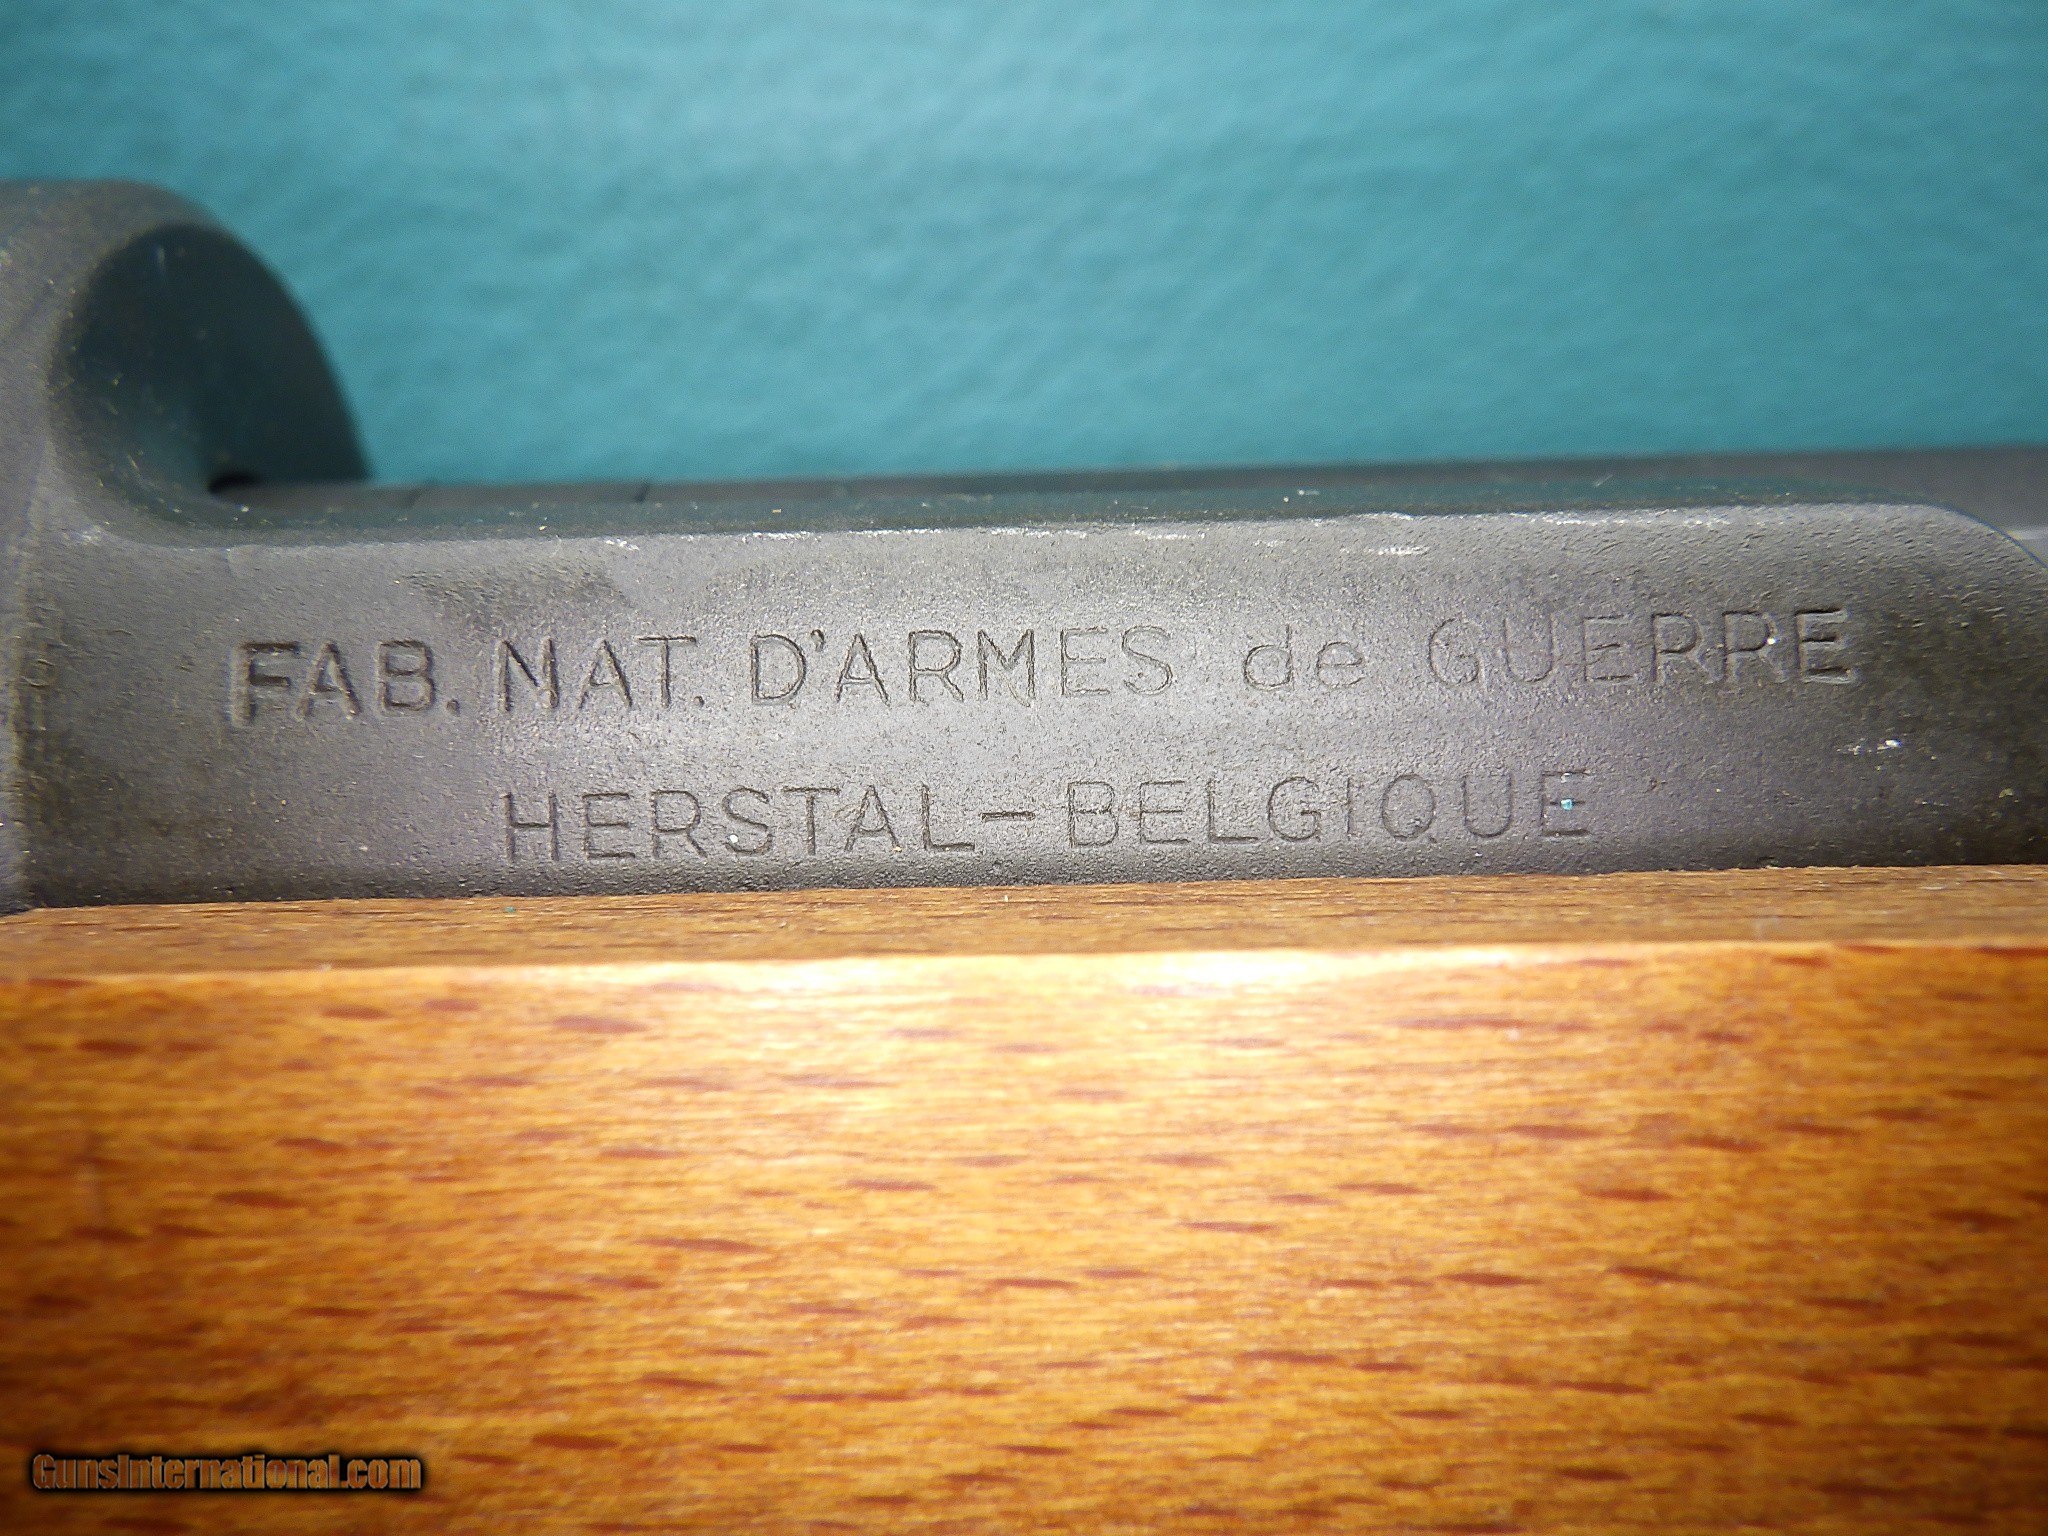 FAB. NAT. D'ARMES de GUERRE
HERSTAL-BELGIQUE
GunsInternational.com